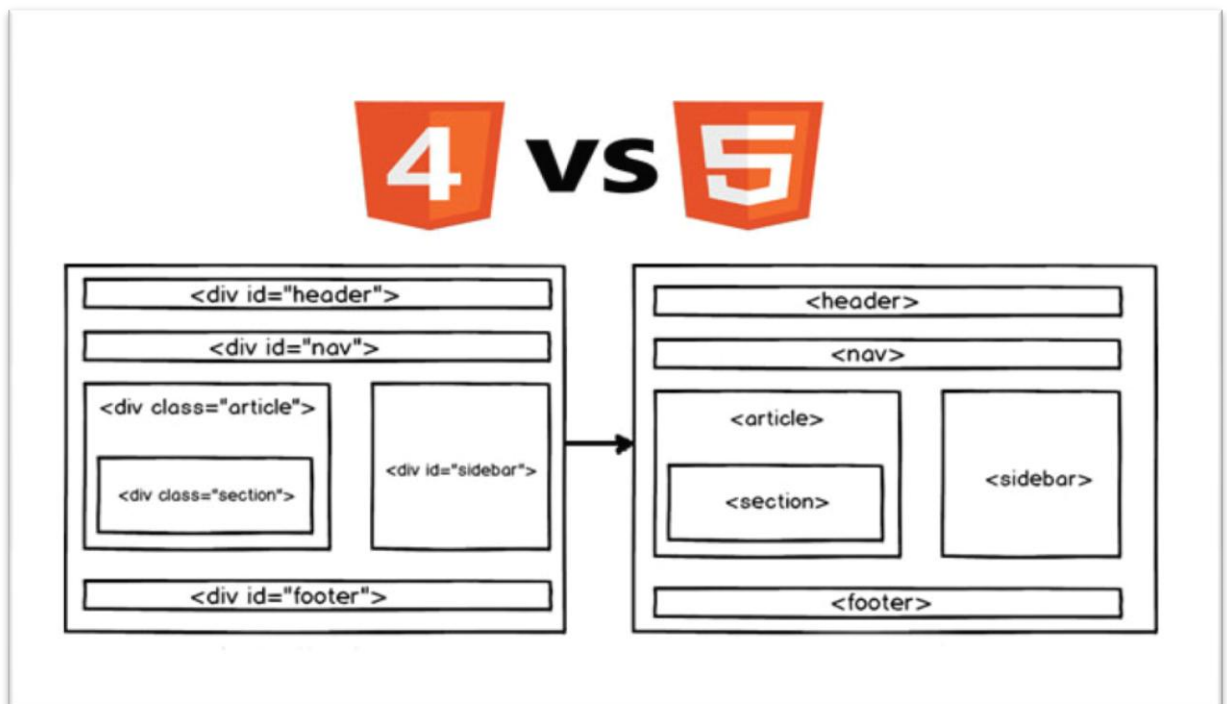 4 vs 5
<div id="header">
<div id="nav">
<div class="article">
<div class="section">
<div id="sidebar">
<div id="footer">
<header>
<nav>
<article>
<section>
<sidebar>
<footer>